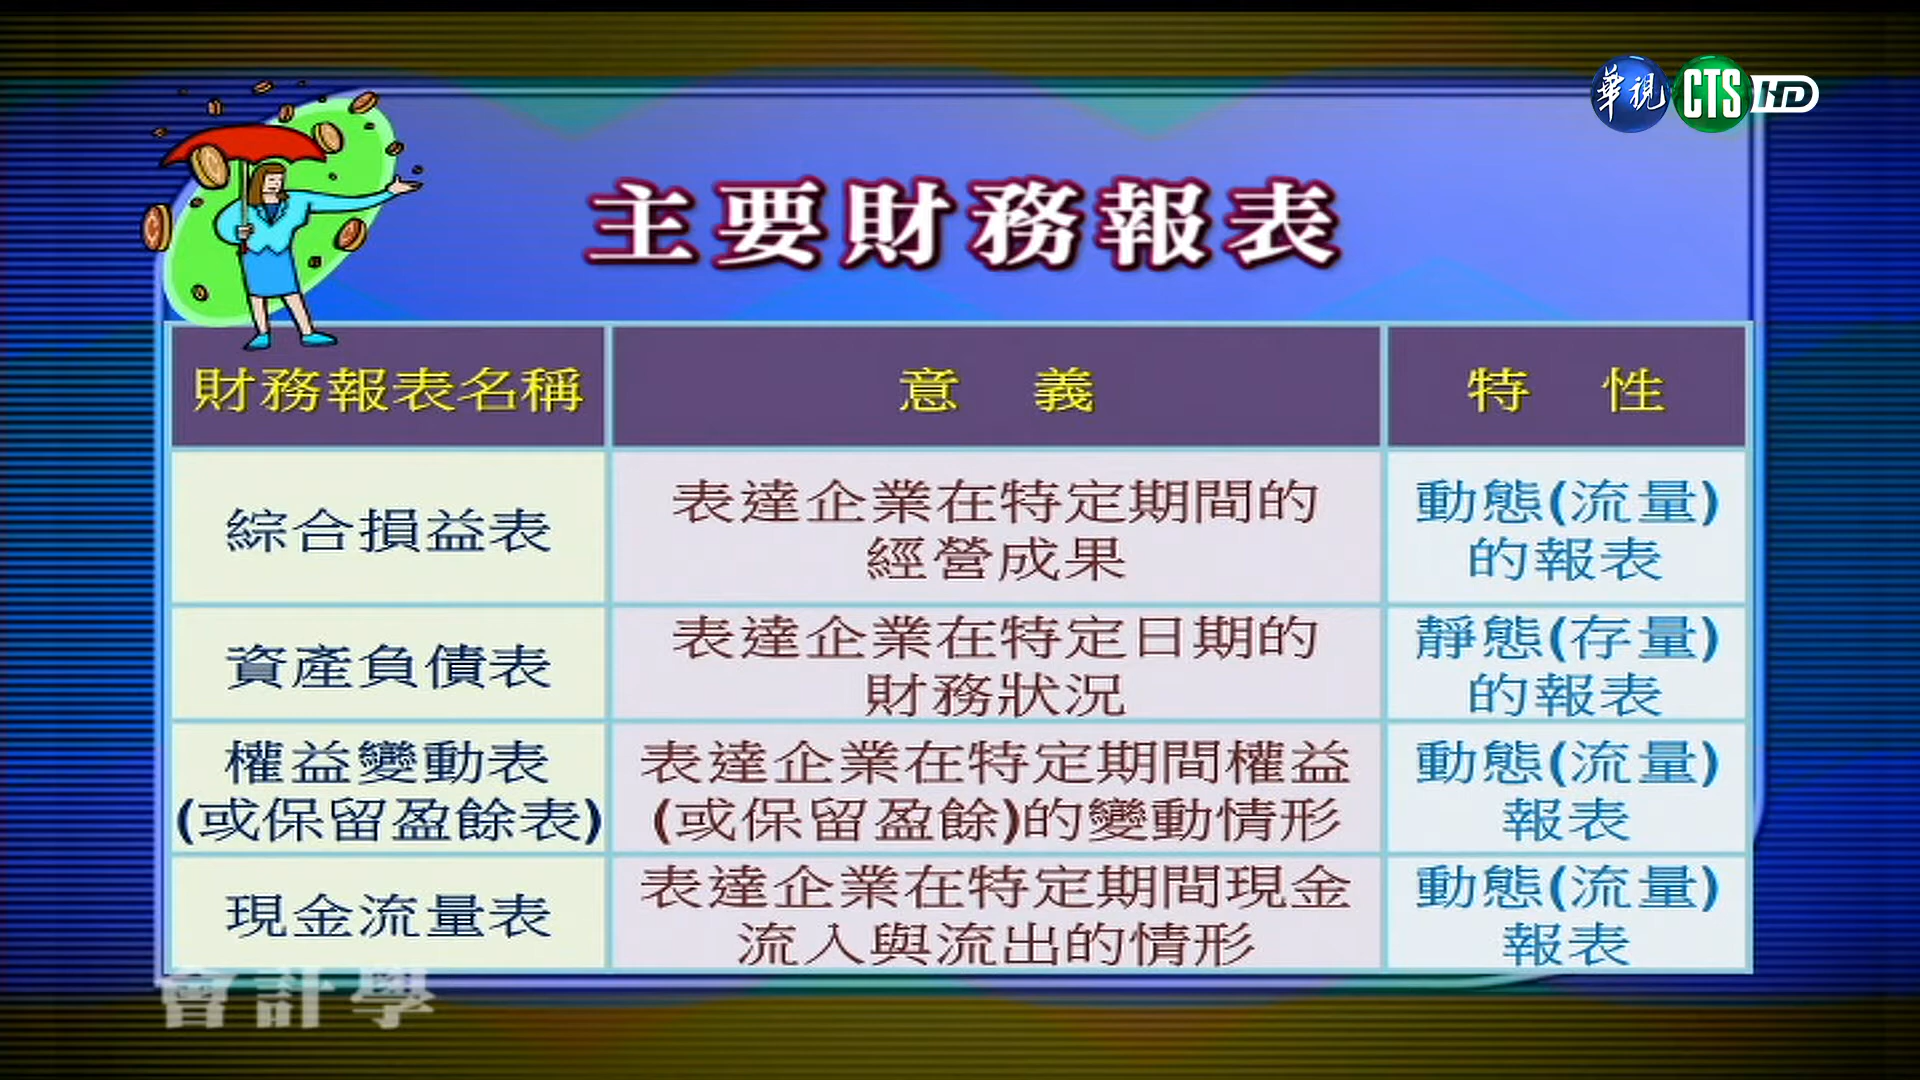 華視 CTS HD
主要財務報表
財務報表名稱 意義 特性
綜合損益表
表達企業在特定期間的
經營成果
動態(流量)
的報表
資產負債表
表達企業在特定日期的
財務狀況
靜態(存量)
的報表
權益變動表
(或保留盈餘表)
表達企業在特定期間權益
(或保留盈餘)的變動情形
動態(流量)
報表
現金流量表
表達企業在特定期間現金
流入與流出的情形
動態(流量)
報表
會計學